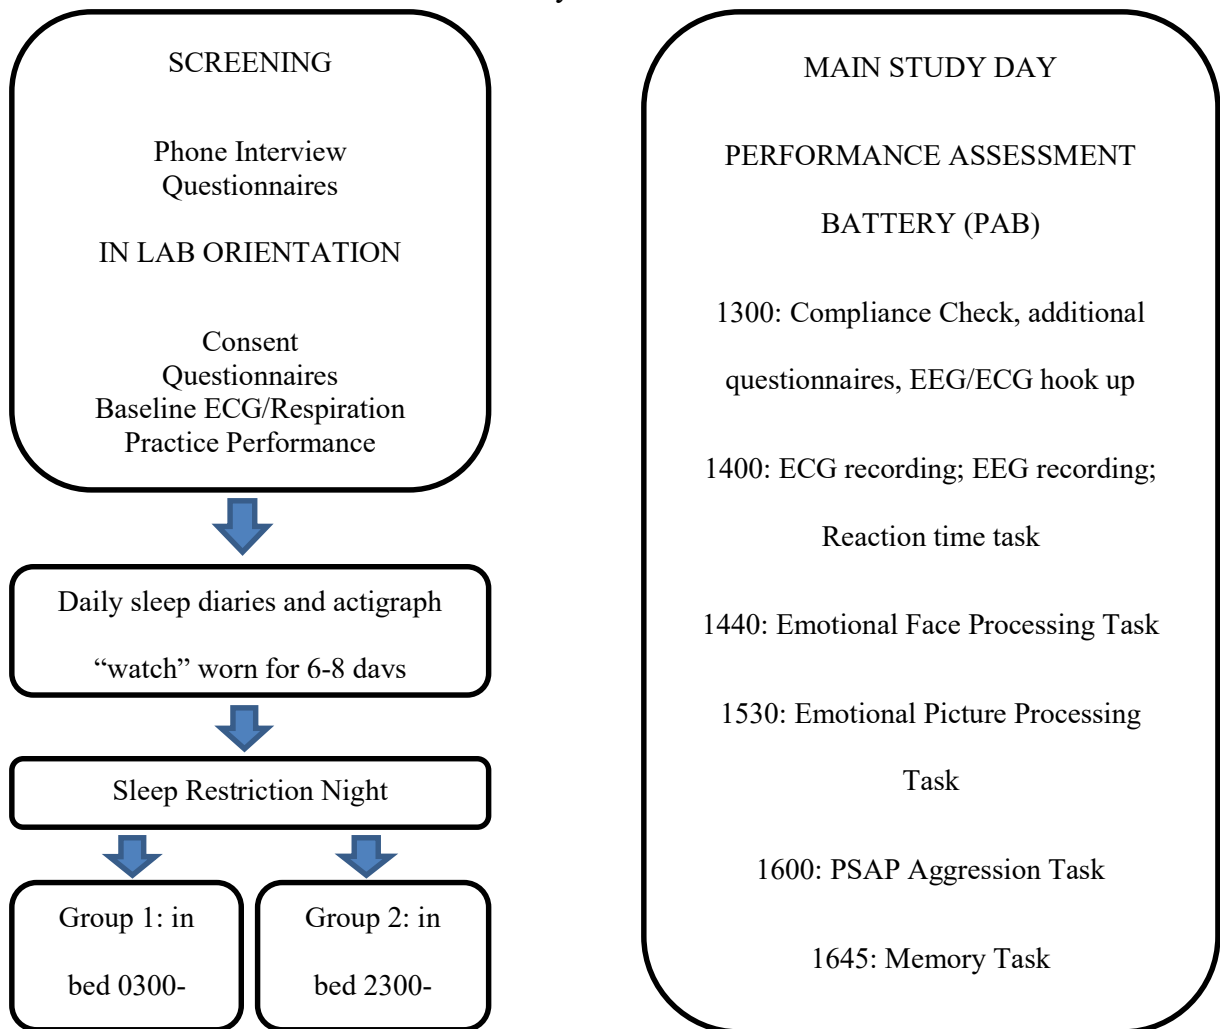 SCREENING
Phone Interview
Questionnaires
IN LAB ORIENTATION
Consent
Questionnaires
Baseline ECG/Respiration
Practice Performance
Daily sleep diaries and actigraph
“watch” worn for 6-8 days
Sleep Restriction Night
Group 1: in
bed 0300-
Group 2: in
bed 2300-
MAIN STUDY DAY
PERFORMANCE ASSESSMENT
BATTERY (PAB)
1300: Compliance Check, additional
questionnaires, EEG/ECG hook up
1400: ECG recording; EEG recording;
Reaction time task
1440: Emotional Face Processing Task
1530: Emotional Picture Processing
Task
1600: PSAP Aggression Task
1645: Memory Task